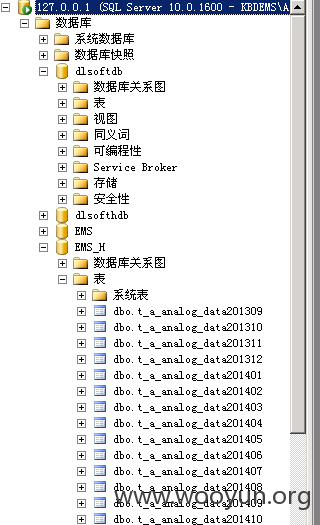 127.0.0.1 (SQL Server 10.0.1600 - KBDEMS\A
数据库
系统数据库
数据库快照
dlsoftdb
数据库关系图
表
视图
同义词
可编程性
Service Broker
存储
安全性
dlsofthdb
EMS
EMS_H
数据库关系图
表
系统表
dbo.t_a_analog_data201309
dbo.t_a_analog_data201310
dbo.t_a_analog_data201311
dbo.t_a_analog_data201312
dbo.t_a_analog_data201401
dbo.t_a_analog_data201402
dbo.t_a_analog_data201403
dbo.t_a_analog_data201404
dbo.t_a_analog_data201405
dbo.t_a_analog_data201406
dbo.t_a_analog_data201407
dbo.t_a_analog_data201408
dbo.t_a_analog_data201409
dbo.t_a_analog_data201410
www.wooyun.org